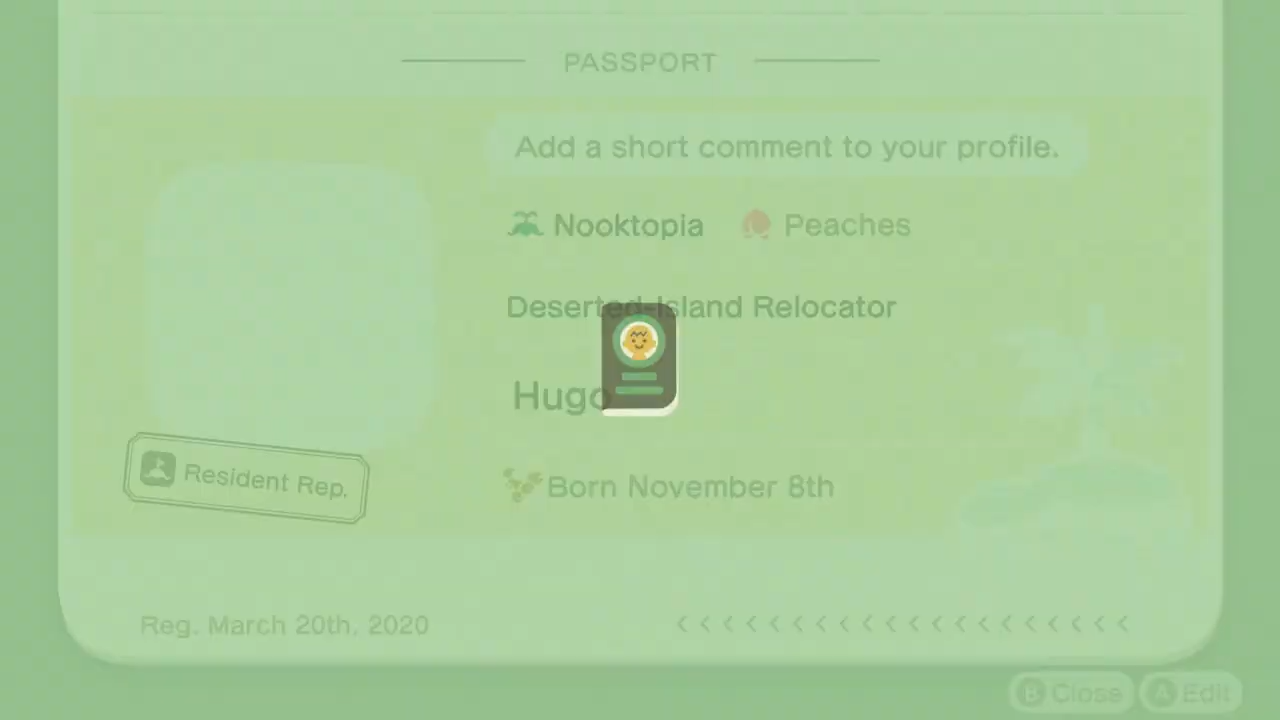 PASSPORT
Add a short comment to your profile.
Nooktopia Peaches
Deserted-Island Relocator
Hugo
Born November 8th
Resident Rep.
Reg. March 20th, 2020
<<<<<<<<<<<<<<<<<<<<
B Close A Edit